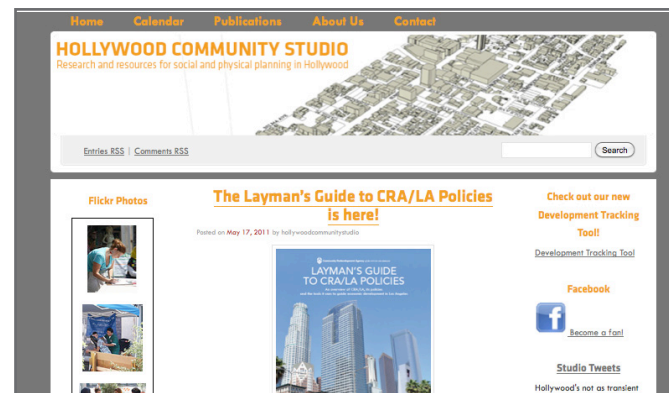 Home Calendar Publications About Us Contact
HOLLYWOOD COMMUNITY STUDIO
Research and resources for social and physical planning in Hollywood
Entries RSS | Comments RSS
Search
Flickr Photos
The Layman's Guide to CRA/LA Policies
is here!
Posted on May 17, 2011 by hollywoodcommunitystudio
LAYMAN'S GUIDE
TO CRA/LA POLICIES
Check out our new
Development Tracking
Tool!
Development Tracking Tool
Facebook
f
Become a fan!
Studio Tweets
Hollywood's not as transient